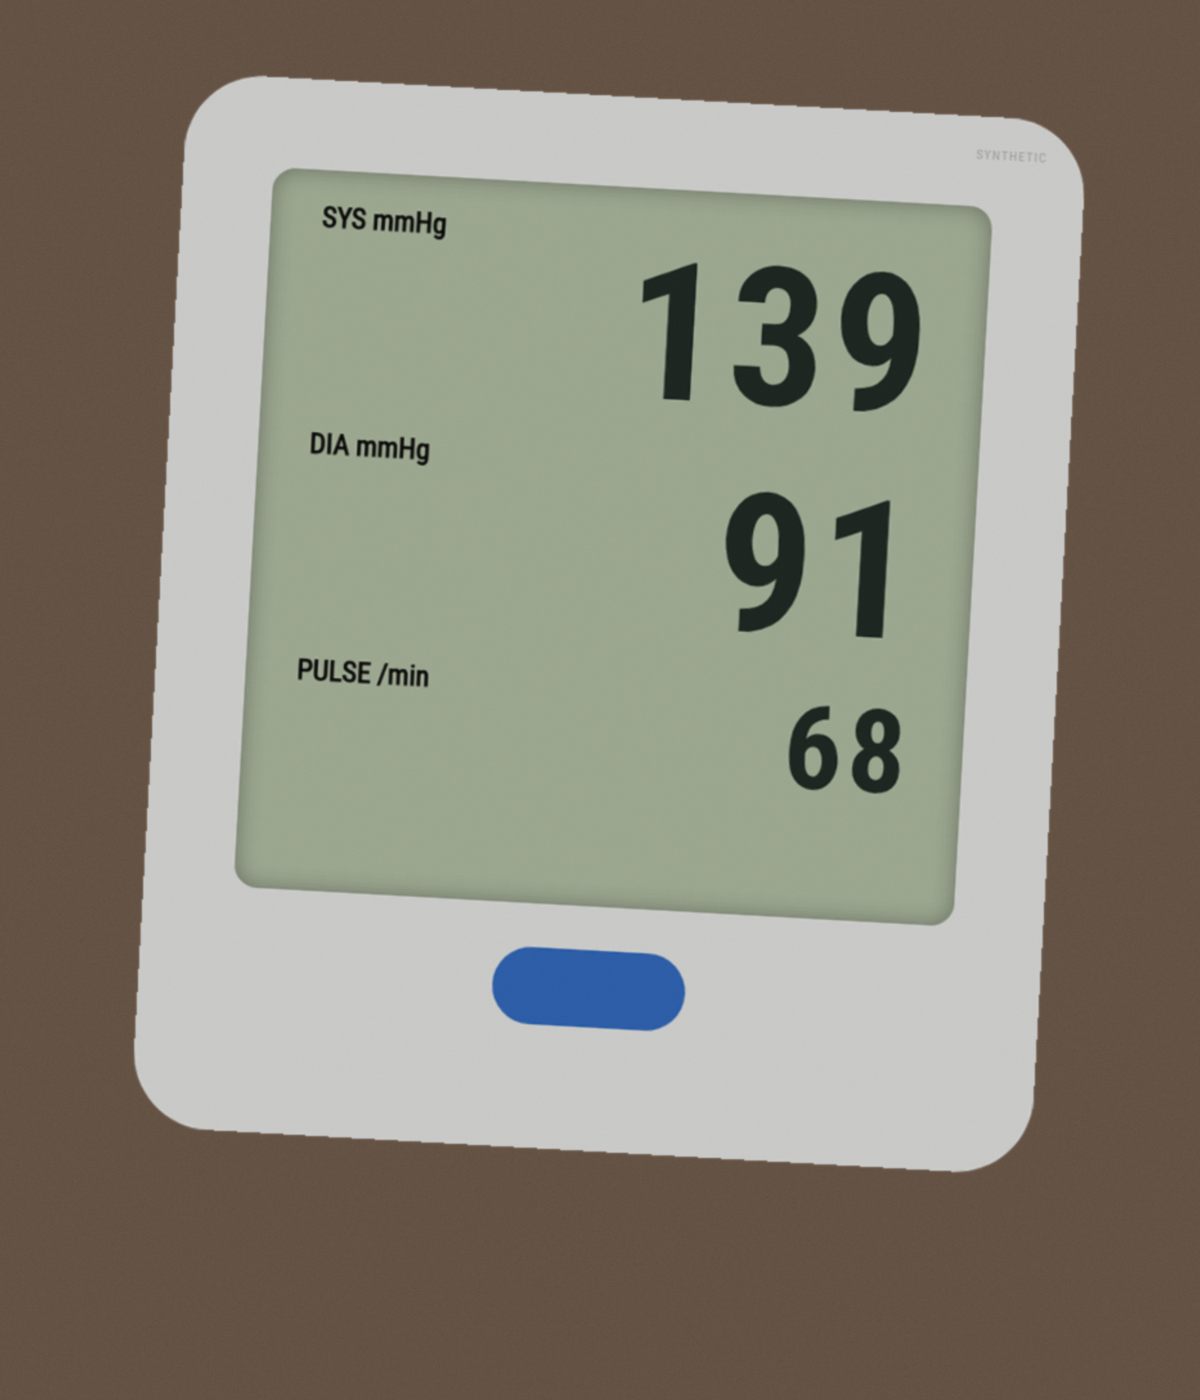 SYNTHETIC
SYS mmHg
139
DIA mmHg
91
PULSE /min
68